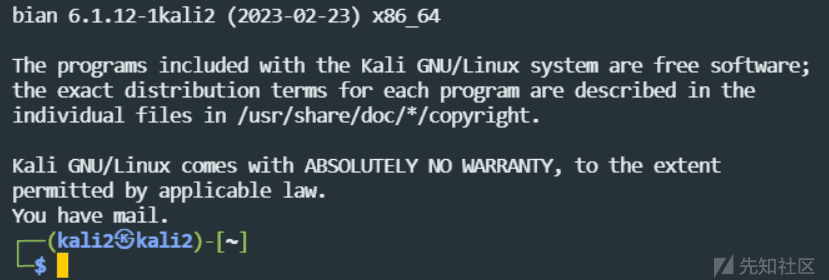 bian 6.1.12-1kali2 (2023-02-23) x86_64
The programs included with the Kali GNU/Linux system are free software;
the exact distribution terms for each program are described in the
individual files in /usr/share/doc/*/copyright.
Kali GNU/Linux comes with ABSOLUTELY NO WARRANTY, to the extent
permitted by applicable law.
You have mail.
┌──(kali2㉿kali2)-[~]
└─$
先知社区